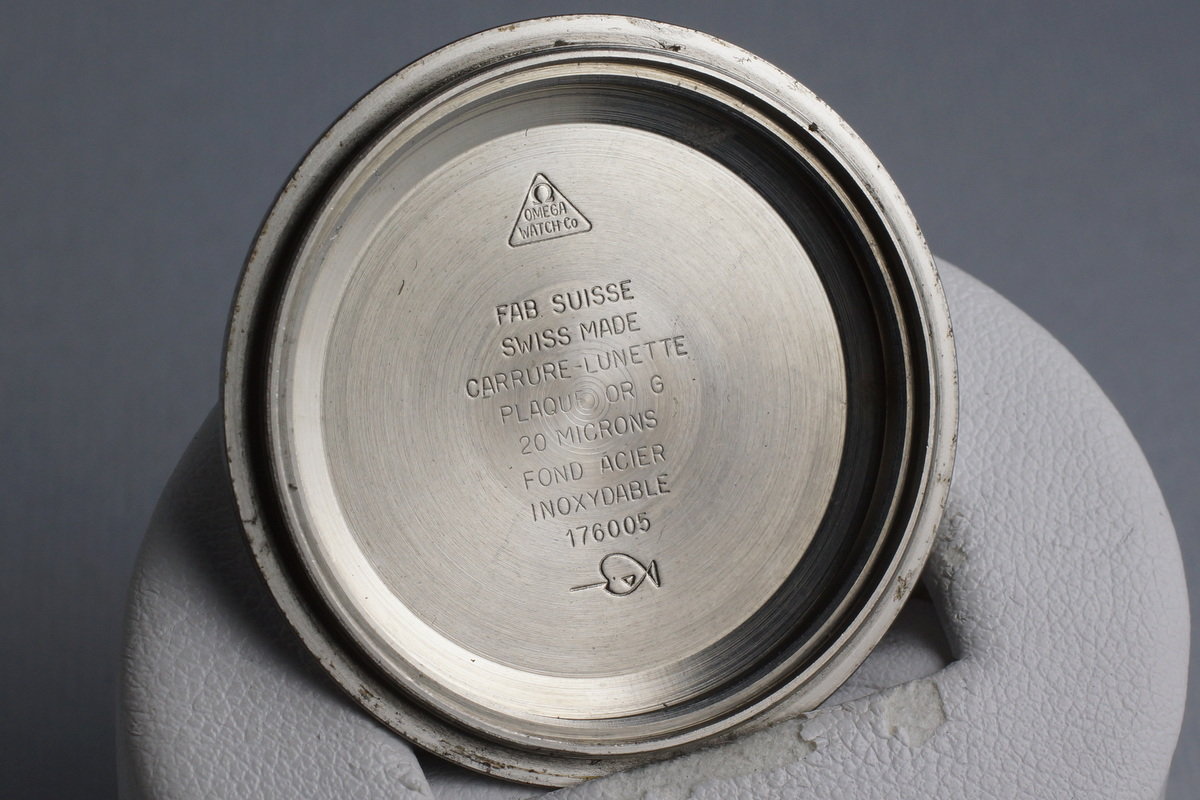 Ω
OMEGA
WATCH Co
FAB. SUISSE
SWISS MADE
CARRURE-LUNETTE
PLAQUE OR G
20 MICRONS
FOND ACIER
INOXYDABLE
176005